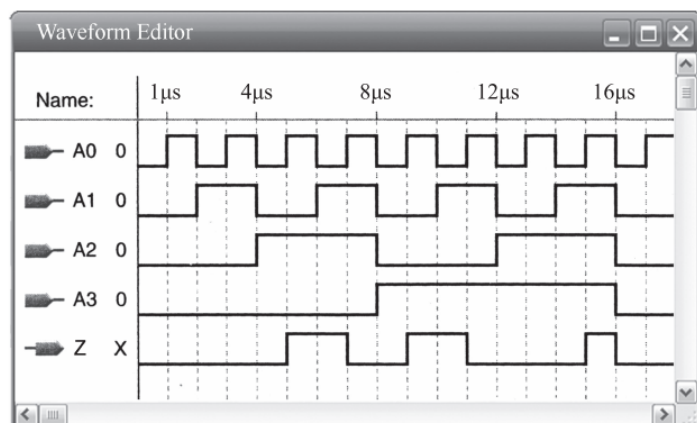 Waveform Editor
Name: 1μs 4μs 8μs 12μs 16μs
A0 0
A1 0
A2 0
A3 0
Z X